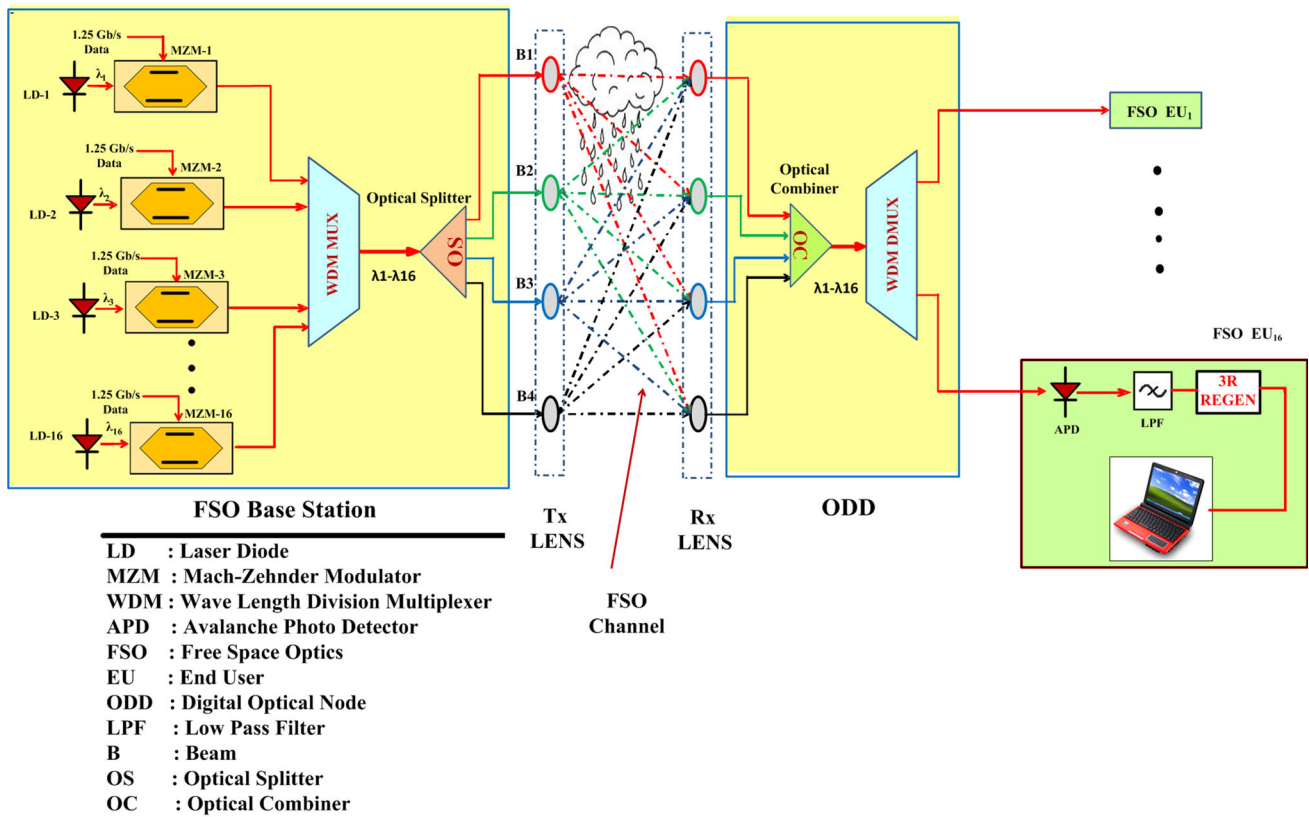 1.25 Gb/s
Data
MZM-1
λ1
LD-1
1.25 Gb/s
Data
MZM-2
λ2
LD-2
1.25 Gb/s
Data
MZM-3
λ3
LD-3
1.25 Gb/s
Data
MZM-16
λ16
LD-16
WDM MUX
Optical Splitter
OS
λ1-λ16
B1
B2
B3
B4
Optical
Combiner
OC
λ1-λ16
WDM DMUX
FSO EU1
FSO EU16
APD
LPF
3R
REGEN
FSO Base Station
Tx
LENS
Rx
LENS
ODD
FSO
Channel
LD : Laser Diode
MZM : Mach-Zehnder Modulator
WDM : Wave Length Division Multiplexer
APD : Avalanche Photo Detector
FSO : Free Space Optics
EU : End User
ODD : Digital Optical Node
LPF : Low Pass Filter
B : Beam
OS : Optical Splitter
OC : Optical Combiner